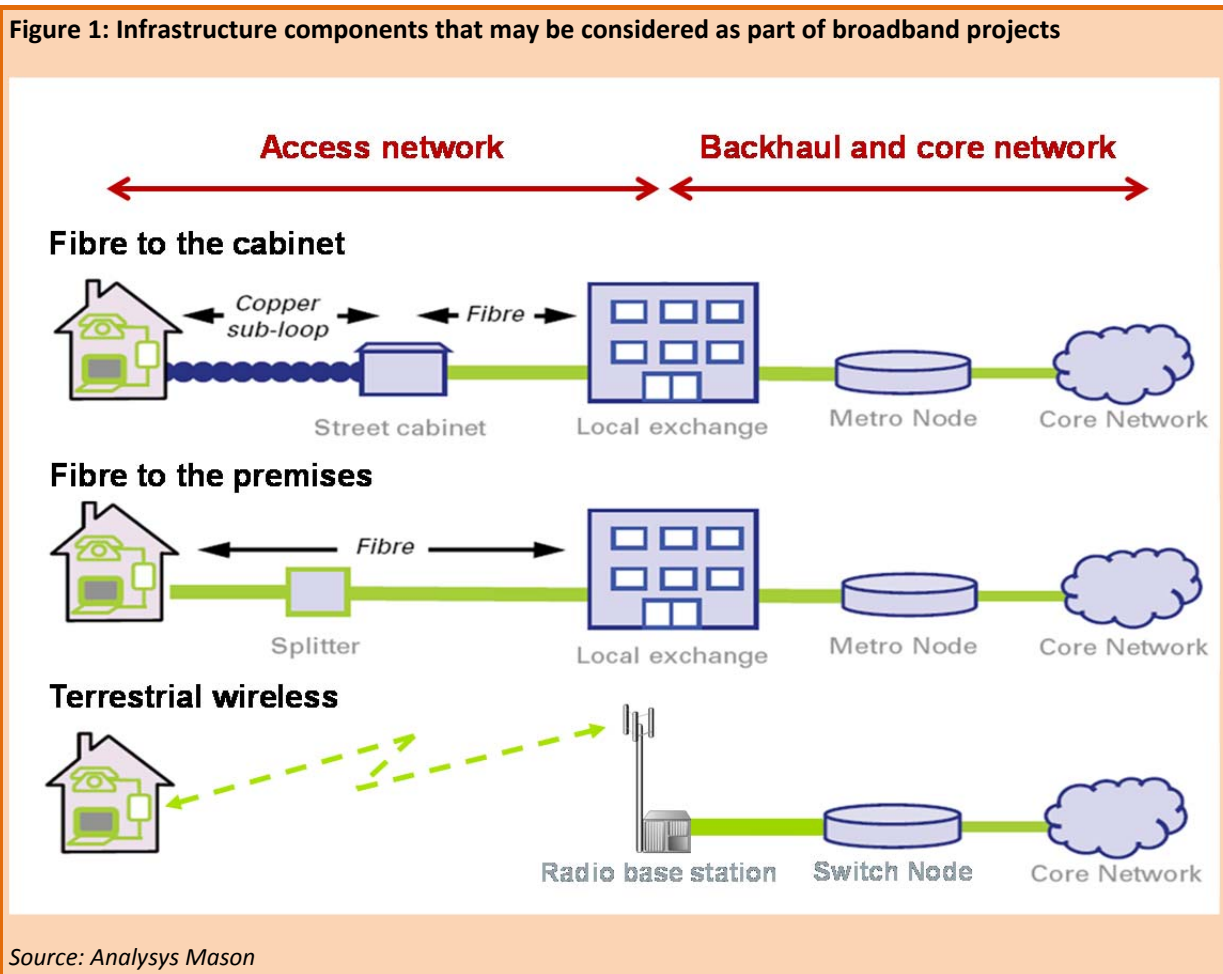 Figure 1: Infrastructure components that may be considered as part of broadband projects
Access network
Backhaul and core network
Fibre to the cabinet
Copper
sub-loop
Fibre
Street cabinet
Local exchange
Metro Node
Core Network
Fibre to the premises
Fibre
Splitter
Local exchange
Metro Node
Core Network
Terrestrial wireless
Radio base station
Switch Node
Core Network
Source: Analysys Mason